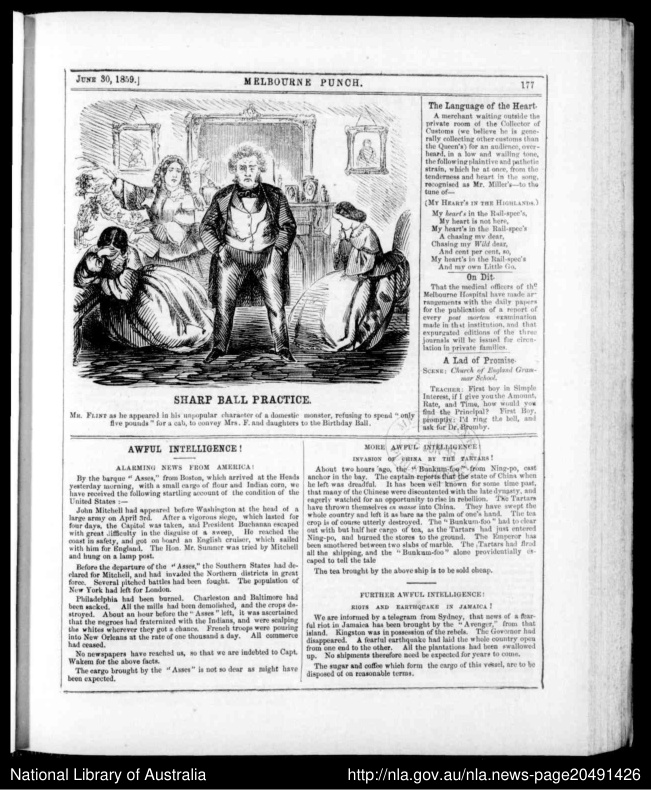 JUNE 30, 1859.]
MELBOURNE PUNCH.
177
SHARP BALL PRACTICE.
MR. FLINT as he appeared in his unpopular character of a domestic monster, refusing to spend "only
five pounds" for a cab, to convey Mrs. F. and daughters to the Birthday Ball.
The Language of the Heart.
A merchant waiting outside the
private room of the Collector of
Customs (we believe he is gene-
rally collecting other customs than
the Queen's) for an audience, over-
heard, in a low and wailing tone,
the following plaintive and pathetic
strain, which he at once, from the
tenderness and heart in the song,
recognised as Mr. Miller's—to the
tune of—
(MY HEART'S IN THE HIGHLANDS.)
My heart's in the Rail-spec's,
My heart is not here,
My heart's in the Rail-spec's
A chasing my dear,
Chasing my Wild dear,
And cent per cent, so,
My heart's in the Rail-spec's
And my own Little Go.
On Dit.
That the medical officers of the
Melbourne Hospital have made ar-
rangements with the daily papers
for the publication of a report of
every post mortem examination
made in that institution, and that
expurgated editions of the three
journals will be issued for circu-
lation in private families.
A Lad of Promise.
SCENE: Church of England Gram-
mar School.
TEACHER: First boy in Simple
Interest, if I give you the Amount,
Rate, and Time, how would you
find the Principal? First Boy,
promptly: I'd ring the bell, and
ask for Dr. Bromby.
AWFUL INTELLIGENCE!
ALARMING NEWS FROM AMERICA!
By the barque "Asses," from Boston, which arrived at the Heads
yesterday morning, with a small cargo of flour and Indian corn, we
have received the following startling account of the condition of the
United States:—
John Mitchell had appeared before Washington at the head of a
large army on April 3rd. After a vigorous siege, which lasted for
four days, the Capitol was taken, and President Buchanan escaped
with great difficulty in the disguise of a sweep. He reached the
coast in safety, and got on board an English cruiser, which sailed
with him for England. The Hon. Mr. Sumner was tried by Mitchell
and hung on a lamp post.
Before the departure of the "Asses," the Southern States had de-
clared for Mitchell, and had invaded the Northern districts in great
force. Several pitched battles had been fought. The population of
New York had left for London.
Philadelphia had been burned. Charleston and Baltimore had
been sacked. All the mills had been demolished, and the crops de-
stroyed. About an hour before the "Asses" left, it was ascertained
that the negroes had fraternized with the Indians, and were scalping
the whites wherever they got a chance. French troops were pouring
into New Orleans at the rate of one thousand a day. All commerce
had ceased.
No newspapers have reached us, so that we are indebted to Capt.
Wakem for the above facts.
The cargo brought by the "Asses" is not so dear as might have
been expected.
MORE AWFUL INTELLIGENCE!
INVASION OF CHINA BY THE TARTARS!
About two hours ago, the "Bunkum-foo" from Ning-po, cast
anchor in the bay. The captain reports that the state of China when
he left was dreadful. It has been well known for some time past,
that many of the Chinese were discontented with the late dynasty, and
eagerly watched for an opportunity to rise in rebellion. The Tartars
have thrown themselves en masse into China. They have swept the
whole country and left it as bare as the palm of one's hand. The tea
crop is of course utterly destroyed. The "Bunkum-foo" had to clear
out with but half her cargo of tea, as the Tartars had just entered
Ning-po, and burned the stores to the ground. The Emperor has
been smothered between two slabs of marble. The Tartars had fired
all the shipping, and the "Bunkum-foo" alone providentially es-
caped to tell the tale
The tea brought by the above ship is to be sold cheap.
FURTHER AWFUL INTELLIGENCE!
RIOTS AND EARTHQUAKE IN JAMAICA!
We are informed by a telegram from Sydney, that news of a fear-
ful riot in Jamaica has been brought by the "Avenger," from that
island. Kingston was in possession of the rebels. The Governor had
disappeared. A fearful earthquake had laid the whole country open
from one end to the other. All the plantations had been swallowed
up. No shipments therefore need be expected for years to come.
The sugar and coffee which form the cargo of this vessel, are to be
disposed of on reasonable terms.
National Library of Australia
http://nla.gov.au/nla.news-page20491426